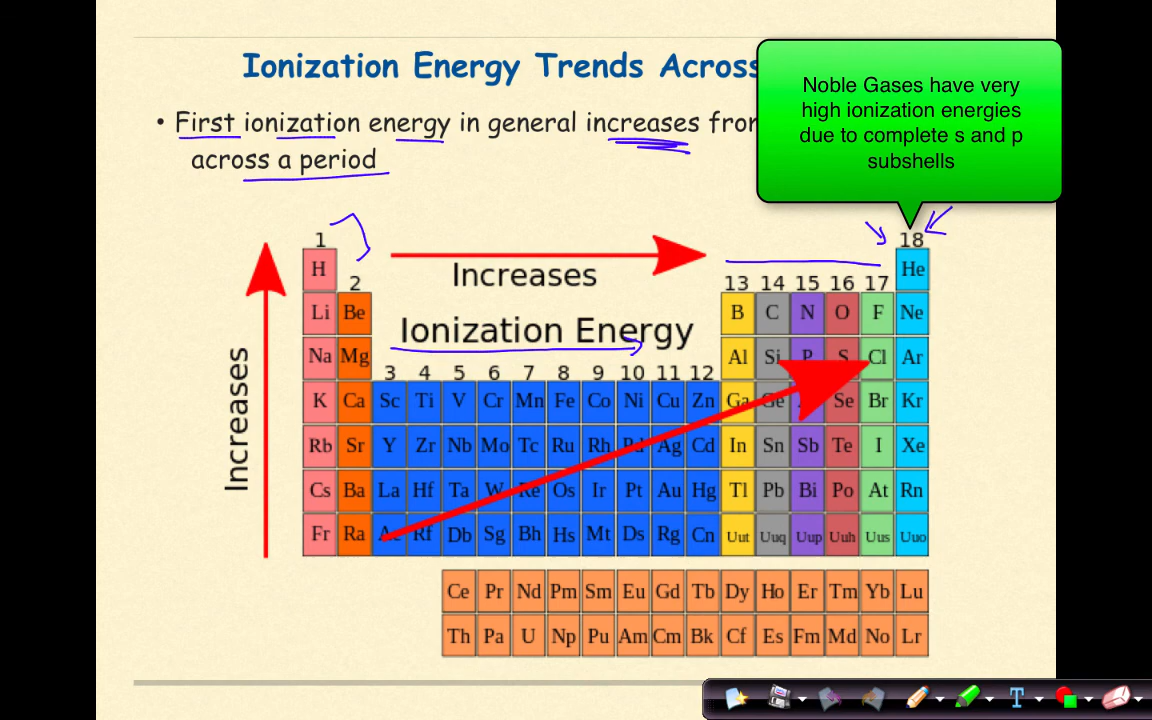 Ionization Energy Trends Across
Noble Gases have very
high ionization energies
due to complete s and p
subshells
• First ionization energy in general increases from
across a period
1 18
H Increases He
2 13 14 15 16 17
Li Be Ionization Energy B C N O F Ne
Na Mg Al Si P S Cl Ar
3 4 5 6 7 8 9 10 11 12
K Ca Sc Ti V Cr Mn Fe Co Ni Cu Zn Ga Ge Se Br Kr
Increases
Rb Sr Y Zr Nb Mo Tc Ru Rh Pd Ag Cd In Sn Sb Te I Xe
Cs Ba La Hf Ta W Re Os Ir Pt Au Hg Tl Pb Bi Po At Rn
Fr Ra Ac Rf Db Sg Bh Hs Mt Ds Rg Cn Uut Uuq Uup Uuh Uus Uuo
Ce Pr Nd Pm Sm Eu Gd Tb Dy Ho Er Tm Yb Lu
Th Pa U Np Pu Am Cm Bk Cf Es Fm Md No Lr
T